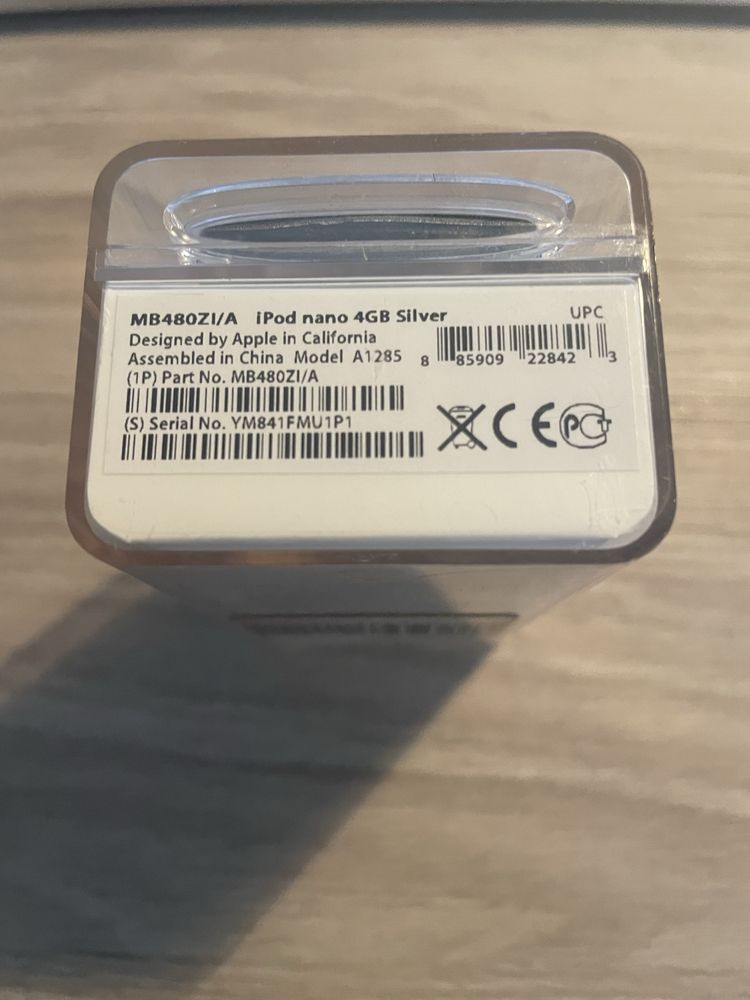 MB480ZI/A iPod nano 4GB Silver
UPC
Designed by Apple in California
Assembled in China Model A1285
8 85909 22842 3
(1P) Part No. MB480ZI/A
(S) Serial No. YM841FMU1P1
CE